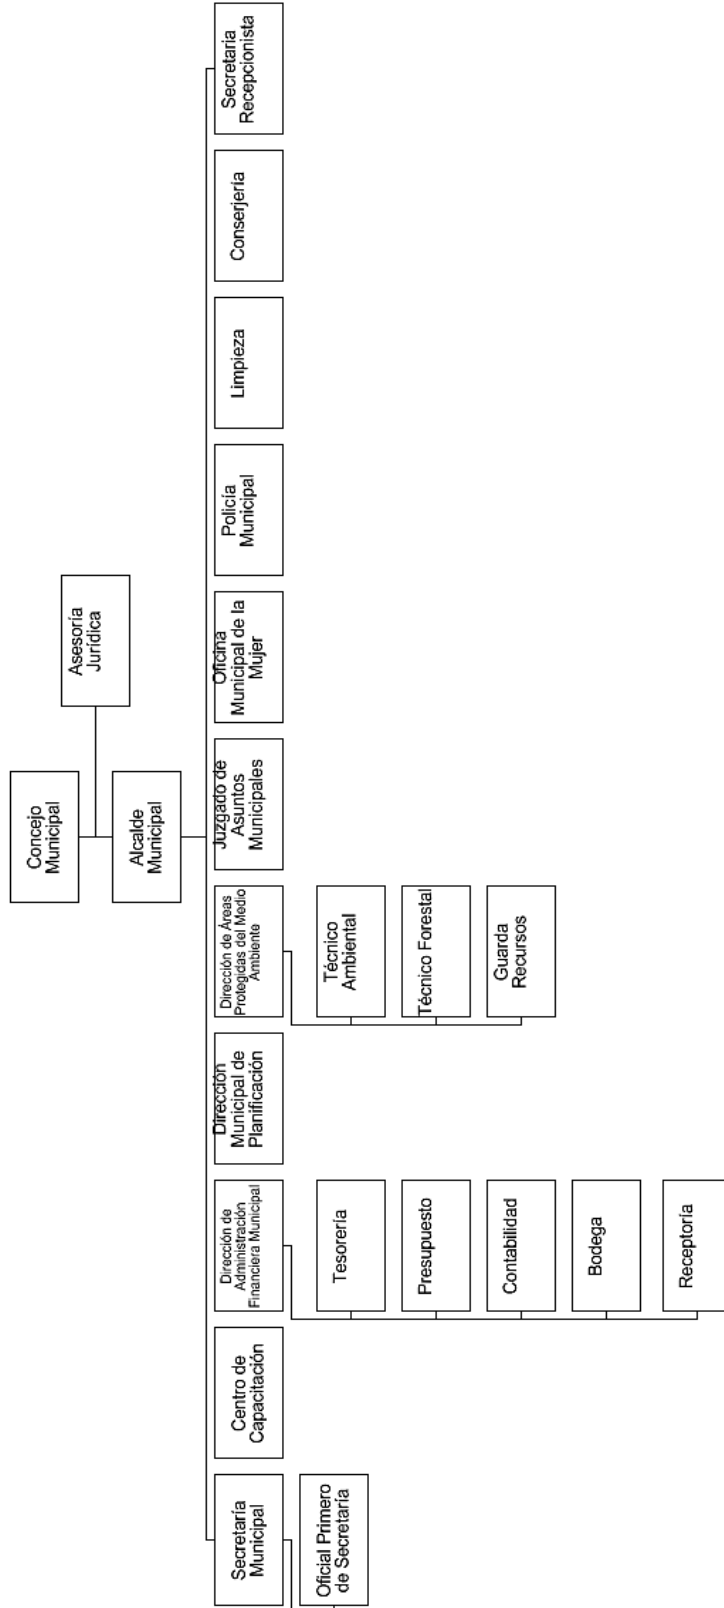 Concejo
Municipal
Asesoría
Jurídica
Alcalde
Municipal
Secretaría
Municipal
Oficial Primero
de Secretaría
Centro de
Capacitación
Dirección de
Administración
Financiera Municipal
Tesorería
Presupuesto
Contabilidad
Bodega
Receptoría
Dirección
Municipal de
Planificación
Dirección de Áreas
Protegidas del Medio
Ambiente
Técnico
Ambiental
Técnico Forestal
Guarda
Recursos
Juzgado de
Asuntos
Municipales
Oficina
Municipal de la
Mujer
Policía
Municipal
Limpieza
Conserjería
Secretaria
Recepcionista